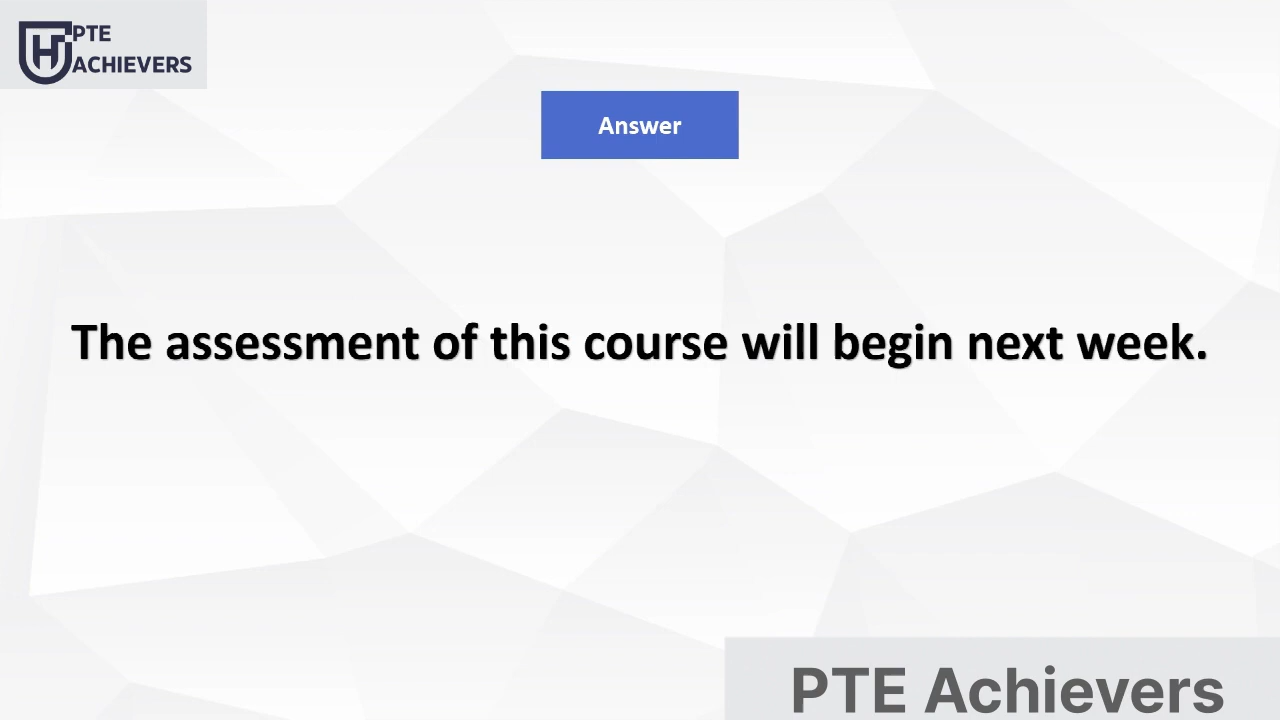 PTE
ACHIEVERS
Answer
The assessment of this course will begin next week.
PTE Achievers